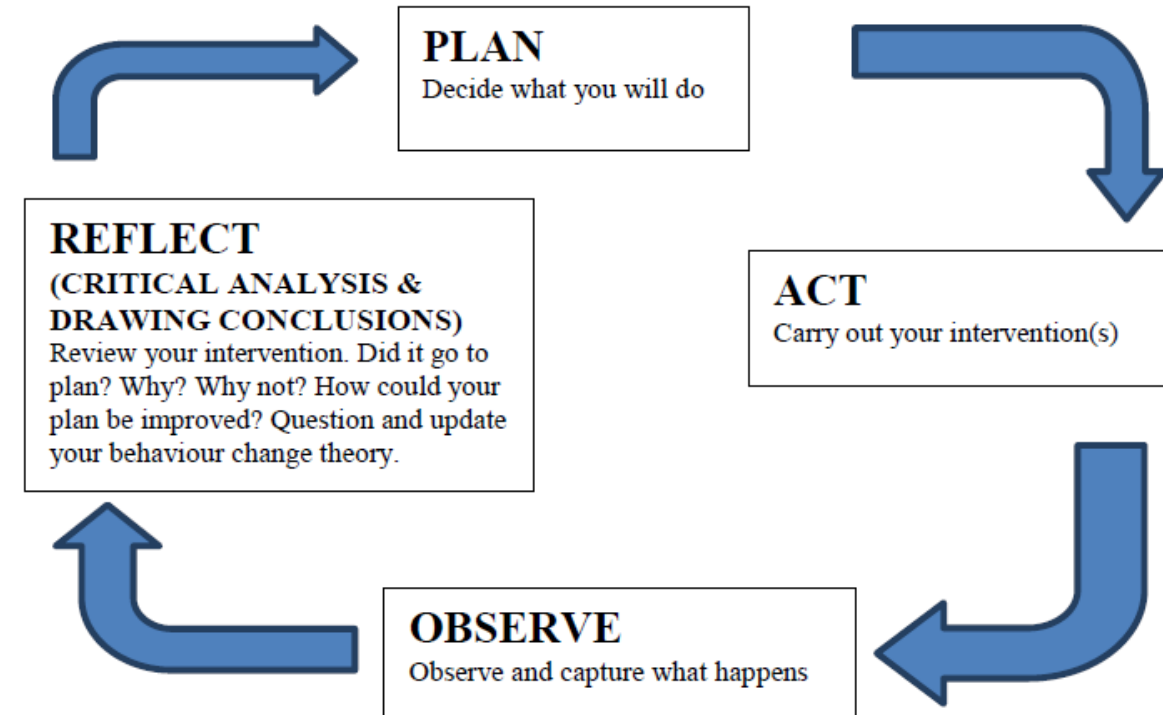 PLAN
Decide what you will do
REFLECT
(CRITICAL ANALYSIS &
DRAWING CONCLUSIONS)
Review your intervention. Did it go to
plan? Why? Why not? How could your
plan be improved? Question and update
your behaviour change theory.
ACT
Carry out your intervention(s)
OBSERVE
Observe and capture what happens